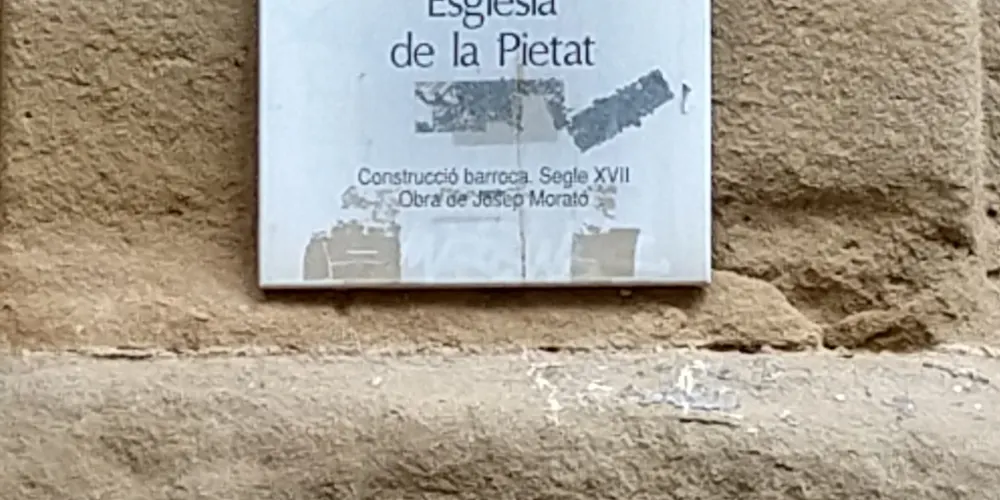 Església
de la Pietat
Construcció barroca. Segle XVII
Obra de Josep Morató